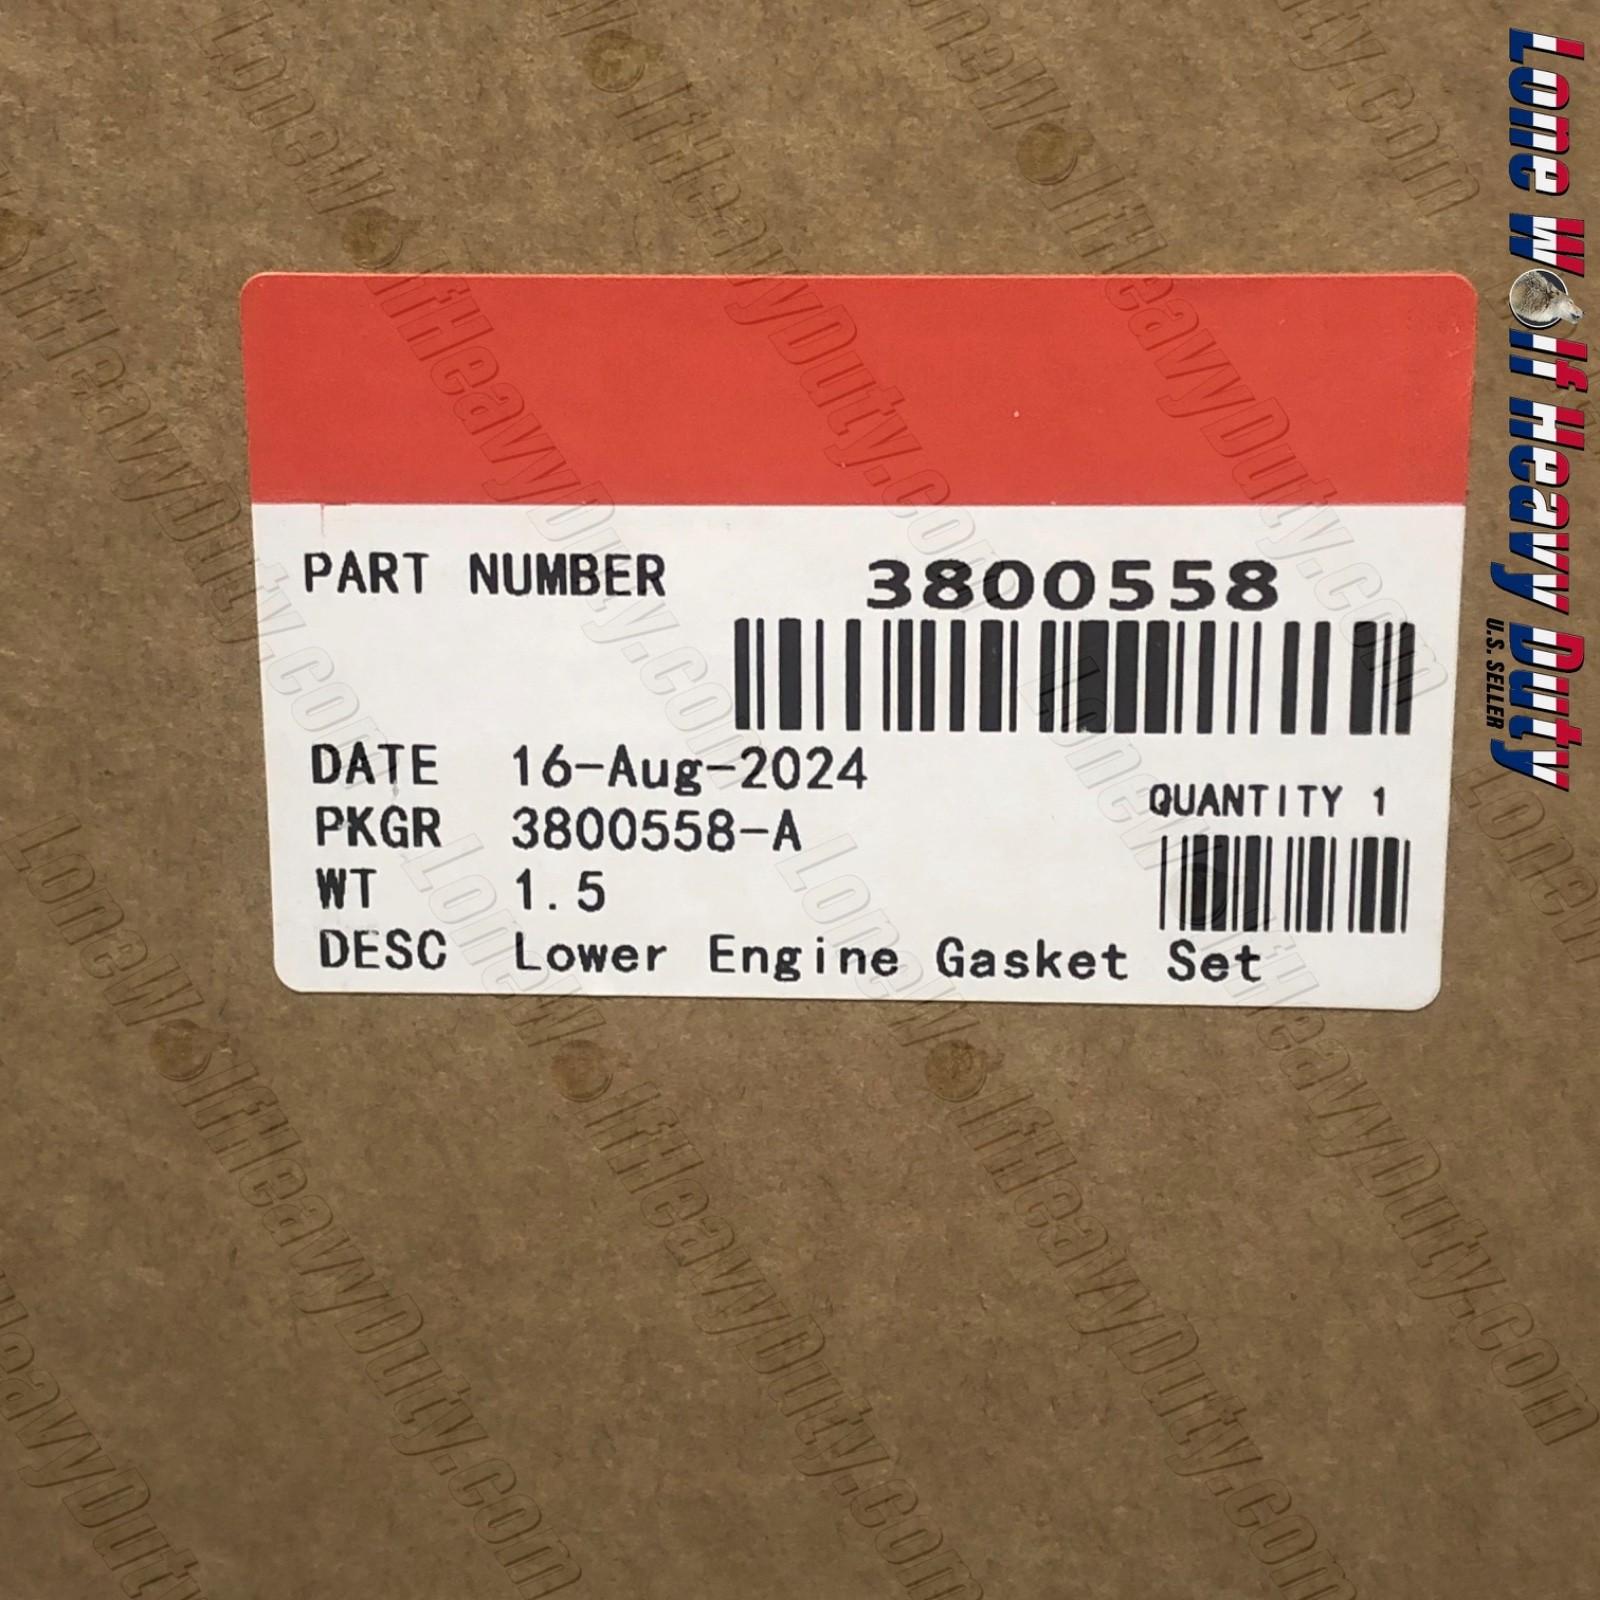 PART NUMBER 3800558
DATE 16-Aug-2024
QUANTITY 1
PKGR 3800558-A
WT 1.5
DESC Lower Engine Gasket Set
Lone Wolf Heavy Duty
U.S. SELLER
LoneWolfHeavyDuty.com